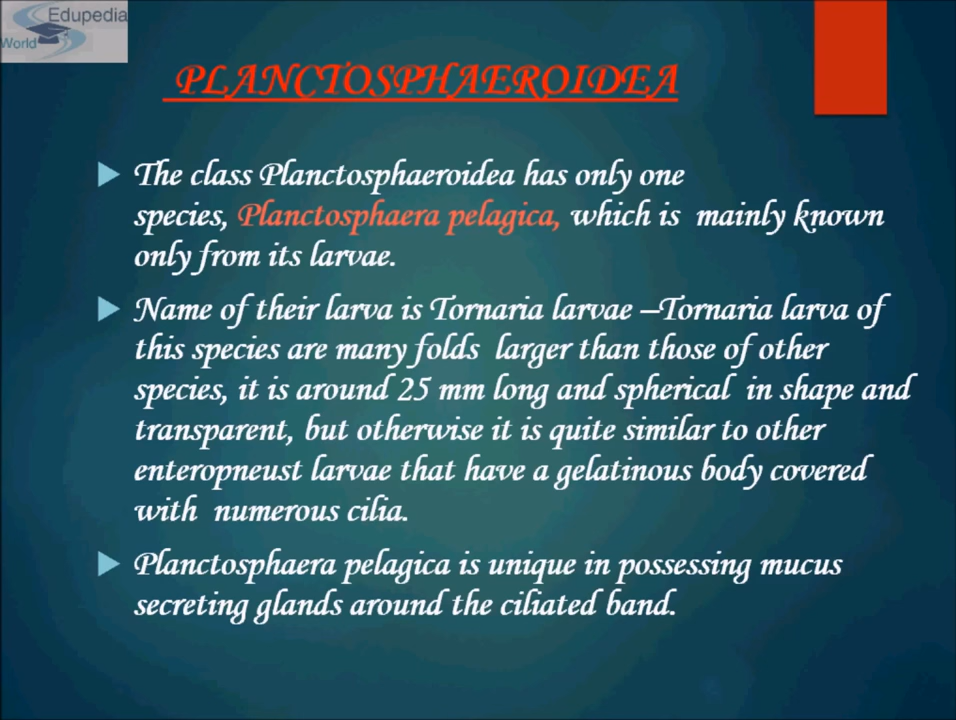 Edupedia
World
PLANCTOSPHAEROIDEA
The class Planctosphaeroidea has only one
species, Planctosphaera pelagica, which is mainly known
only from its larvae.
Name of their larva is Tornaria larvae –Tornaria larva of
this species are many folds larger than those of other
species, it is around 25 mm long and spherical in shape and
transparent, but otherwise it is quite similar to other
enteropneust larvae that have a gelatinous body covered
with numerous cilia.
Planctosphaera pelagica is unique in possessing mucus
secreting glands around the ciliated band.